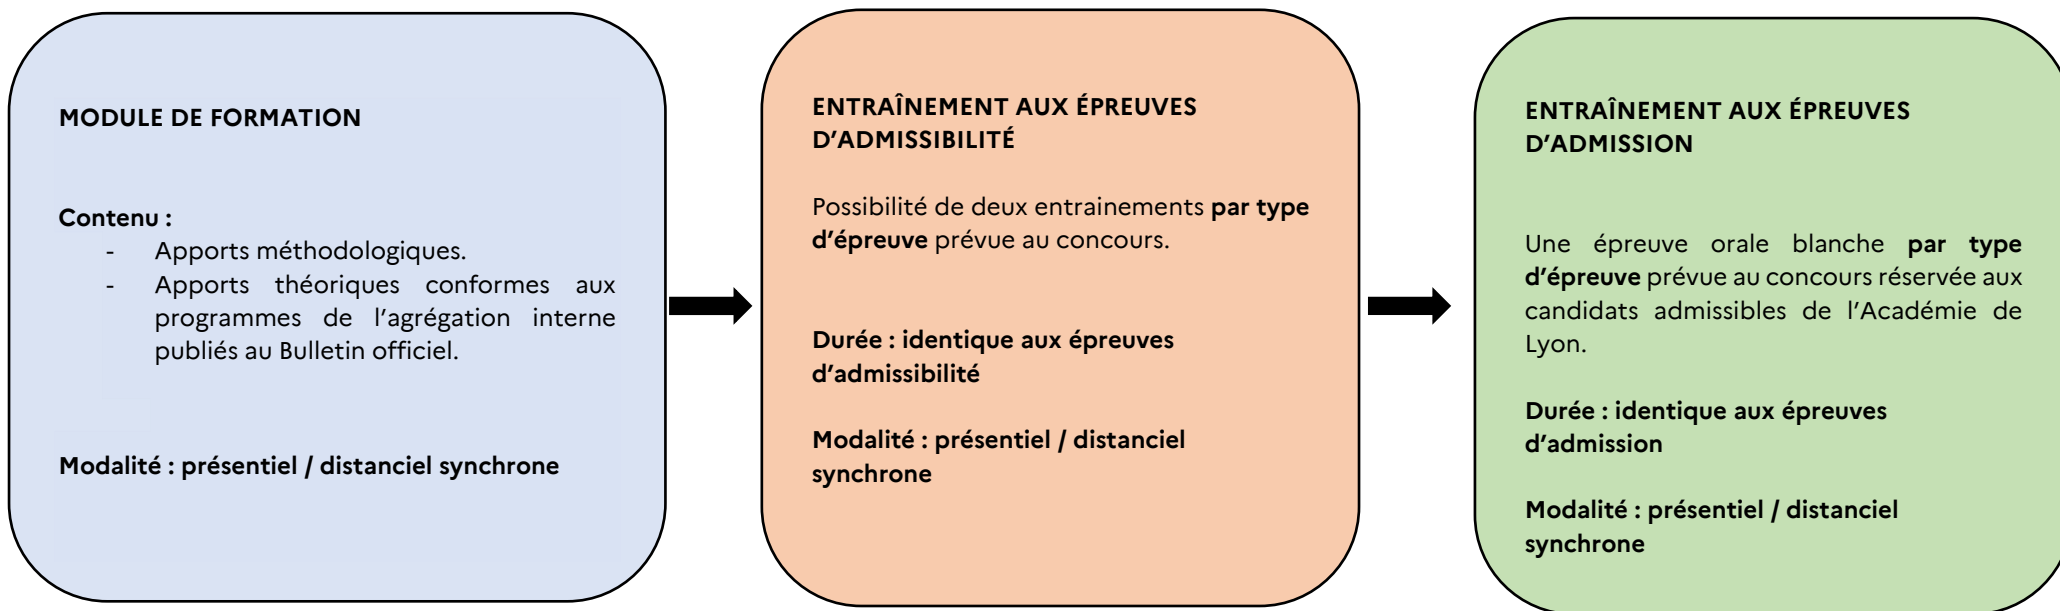 MODULE DE FORMATION
Contenu :
- Apports méthodologiques.
- Apports théoriques conformes aux
programmes de l’agrégation interne
publiés au Bulletin officiel.
Modalité : présentiel / distanciel synchrone
ENTRAÎNEMENT AUX ÉPREUVES
D’ADMISSIBILITÉ
Possibilité de deux entrainements par type
d’épreuve prévue au concours.
Durée : identique aux épreuves
d’admissibilité
Modalité : présentiel / distanciel
synchrone
ENTRAÎNEMENT AUX ÉPREUVES
D’ADMISSION
Une épreuve orale blanche par type
d’épreuve prévue au concours réservée aux
candidats admissibles de l’Académie de
Lyon.
Durée : identique aux épreuves
d’admission
Modalité : présentiel / distanciel
synchrone